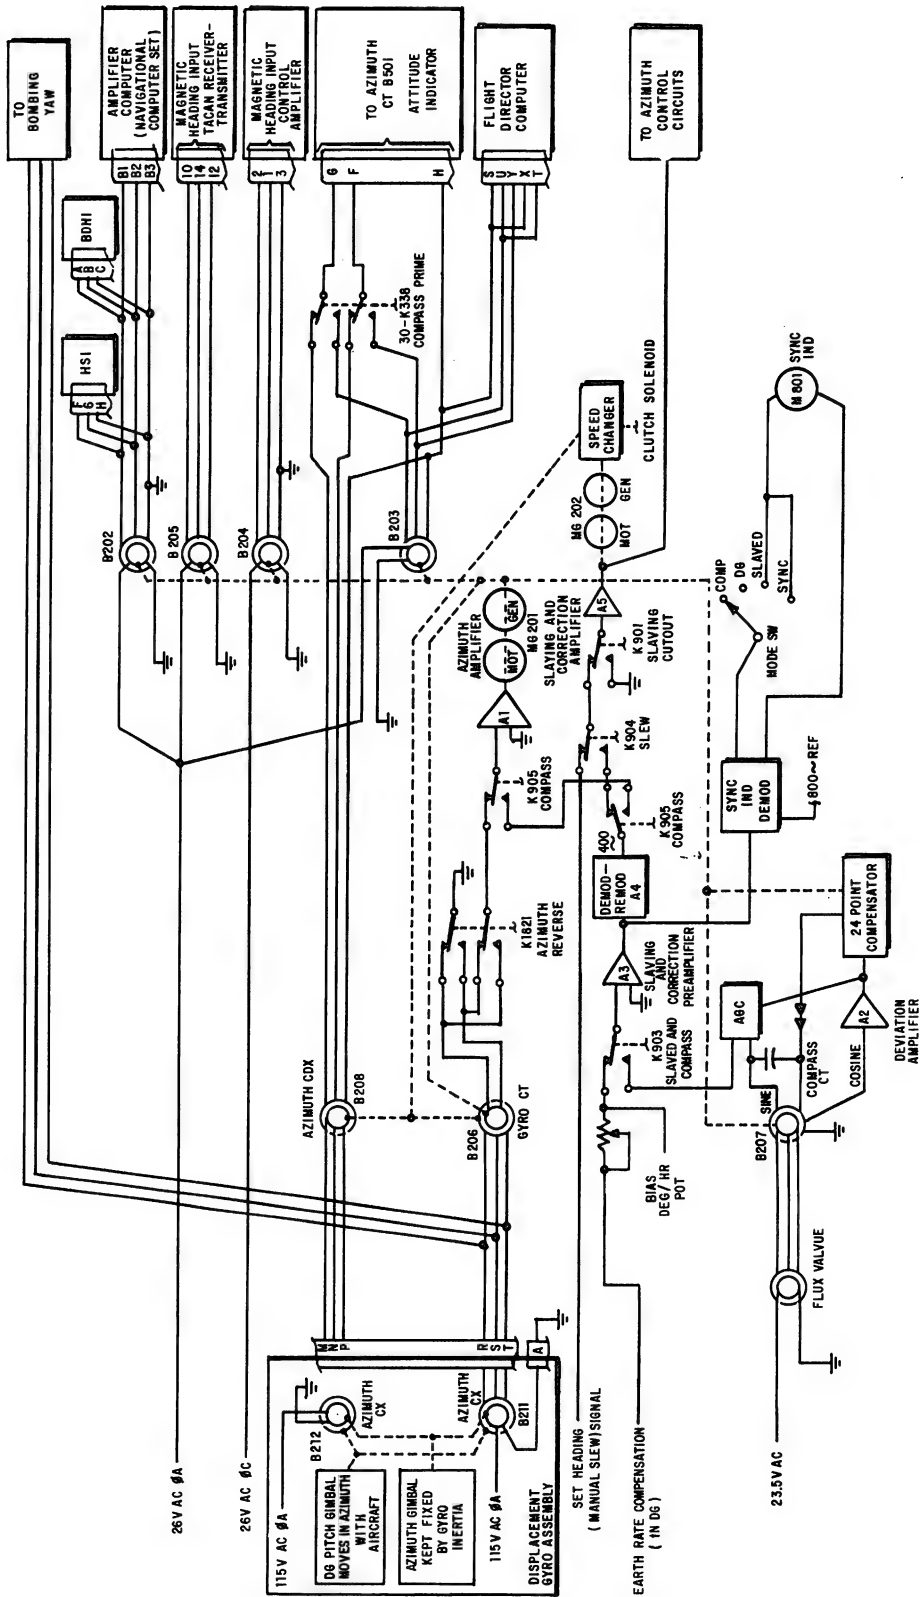 TO
BOMBING
YAW
BDHI
A
B
C
HSI
F
G
H
AMPLIFIER
COMPUTER
(NAVIGATIONAL
COMPUTER SET)
B1
B2
B3
MAGNETIC
HEADING INPUT
TACAN RECEIVER-
TRANSMITTER
10
14
12
MAGNETIC
HEADING INPUT
CONTROL
AMPLIFIER
2
1
3
TO AZIMUTH
CT B501
ATTITUDE
INDICATOR
G
F
H
FLIGHT
DIRECTOR
COMPUTER
S
U
Y
X
T
TO AZIMUTH
CONTROL
CIRCUITS
30-K338
COMPASS PRIME
B202
B205
B204
B203
SPEED
CHANGER
CLUTCH SOLENOID
MG 202
GEN
MOT
M801
SYNC
IND
COMP
DG
SLAVED
SYNC
MODE SW
AZIMUTH
AMPLIFIER
GEN
MOT
MG201
A1
SLAVING AND
CORRECTION
AMPLIFIER
A5
K901
SLAVING
CUTOUT
K904
SLEW
K905
COMPASS
K905
COMPASS
400
SYNC
IND
DEMOD
4800~REF
K1821
AZIMUTH
REVERSE
DEMOD-
REMOD
A4
A3
SLAVING
AND
CORRECTION
PREAMPLIFIER
24 POINT
COMPENSATOR
K903
SLAVED AND
COMPASS
AGC
A2
DEVIATION
AMPLIFIER
COMPASS
CT
COSINE
SINE
B207
AZIMUTH CDX
B208
B206
GYRO CT
BIAS
DEG/HR
POT
FLUX VALVUE
M
N
P
R
S
T
A
AZIMUTH
CX
B212
AZIMUTH
CX
B211
115V AC ØA
DG PITCH GIMBAL
MOVES IN AZIMUTH
WITH
AIRCRAFT
AZIMUTH GIMBAL
KEPT FIXED
BY GYRO
INERTIA
115V AC ØA
DISPLACEMENT
GYRO ASSEMBLY
26V AC ØA
26V AC ØC
SET HEADING
(MANUAL SLEW)SIGNAL
EARTH RATE COMPENSATION
(IN DG)
23.5V AC